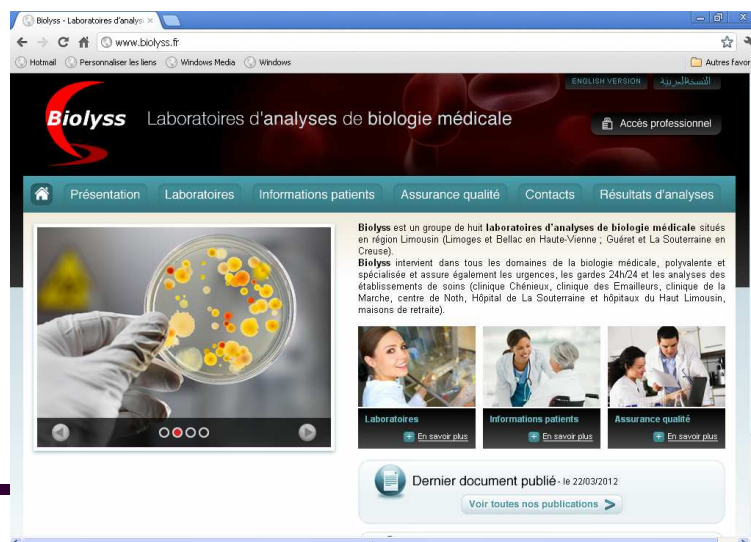 Biolyss - Laboratoires d'analys
www.biolyss.fr
Hotmail Personnaliser les liens Windows Media Windows Autres favor
ENGLISH VERSION النسخة العربية
Biolyss Laboratoires d'analyses de biologie médicale
Accès professionnel
Présentation Laboratoires Informations patients Assurance qualité Contacts Résultats d'analyses
Biolyss est un groupe de huit laboratoires d'analyses de biologie médicale situés
en région Limousin (Limoges et Bellac en Haute-Vienne ; Guéret et La Souterraine en
Creuse).
Biolyss intervient dans tous les domaines de la biologie médicale, polyvalente et
spécialisée et assure également les urgences, les gardes 24h/24 et les analyses des
établissements de soins (clinique Chénieux, clinique des Emailleurs, clinique de la
Marche, centre de Noth, Hôpital de La Souterraine et hôpitaux du Haut Limousin,
maisons de retraite).
Laboratoires
En savoir plus
Informations patients
En savoir plus
Assurance qualité
En savoir plus
Dernier document publié - le 22/03/2012
Voir toutes nos publications >